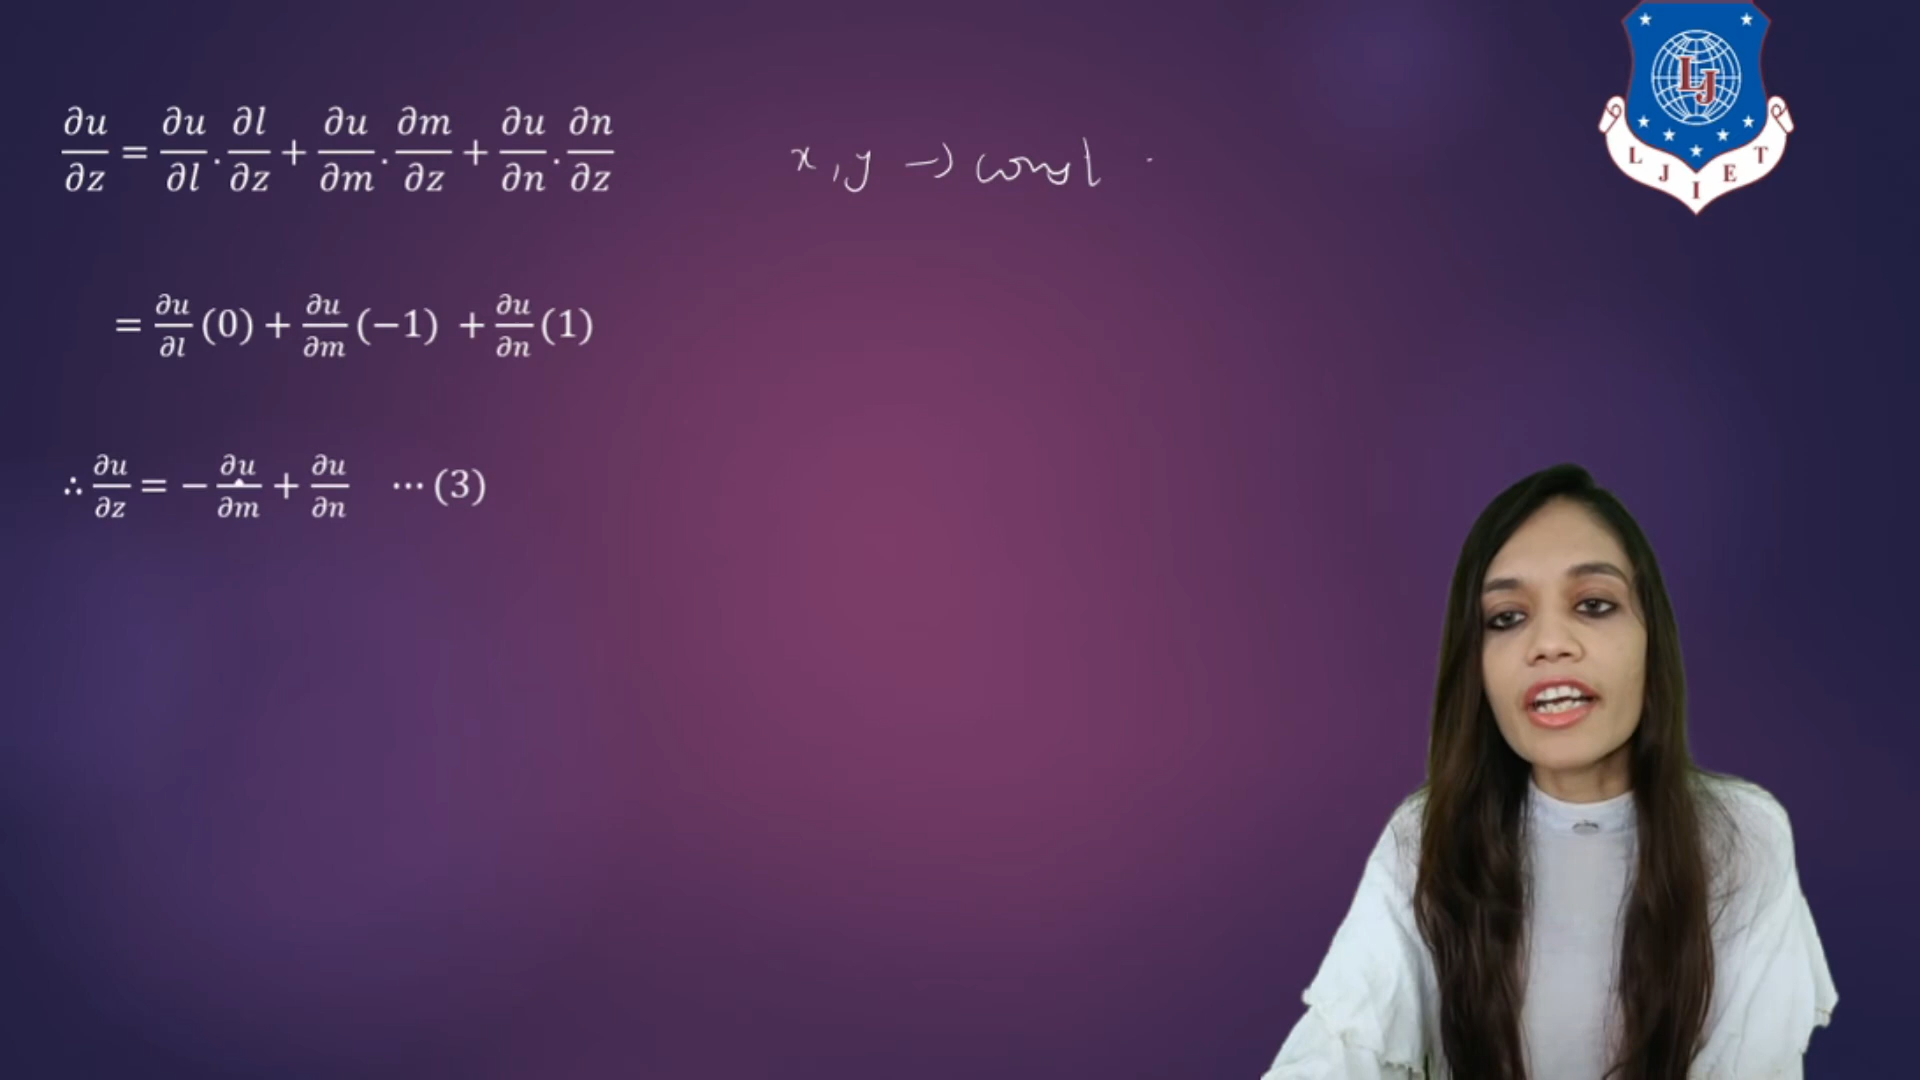 ∂u/∂z = ∂u/∂l . ∂l/∂z + ∂u/∂m . ∂m/∂z + ∂u/∂n . ∂n/∂z
x, y → const
= ∂u/∂l (0) + ∂u/∂m (−1) + ∂u/∂n (1)
∴ ∂u/∂z = − ∂u/∂m + ∂u/∂n ⋯ (3)
LJ
L J I E T